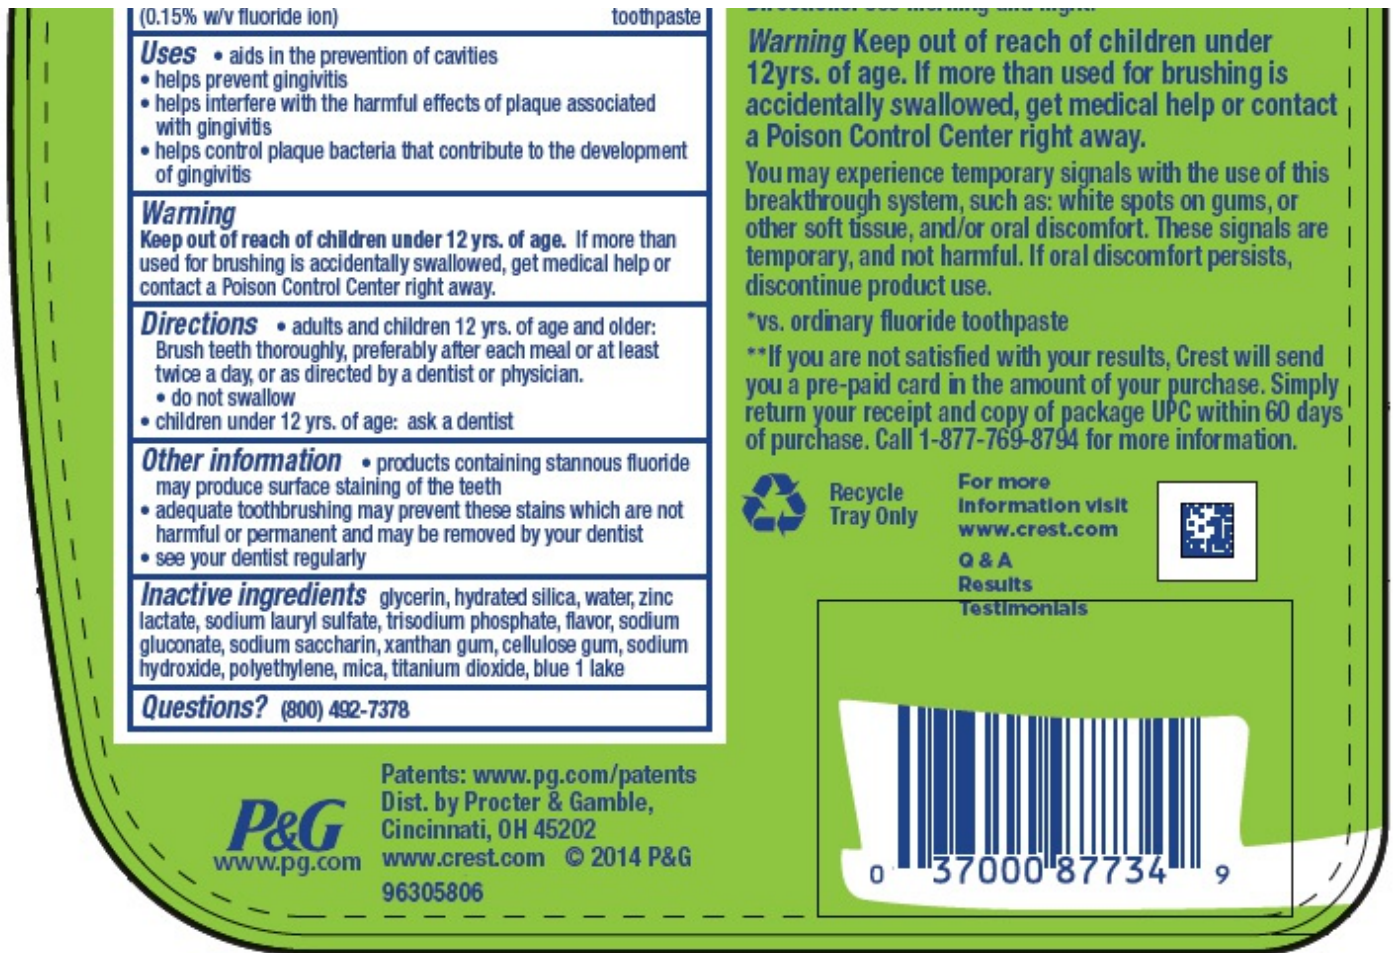 (0.15% w/v fluoride ion) toothpaste
Uses • aids in the prevention of cavities
• helps prevent gingivitis
• helps interfere with the harmful effects of plaque associated
with gingivitis
• helps control plaque bacteria that contribute to the development
of gingivitis
Warning
Keep out of reach of children under 12 yrs. of age. If more than
used for brushing is accidentally swallowed, get medical help or
contact a Poison Control Center right away.
Directions • adults and children 12 yrs. of age and older:
Brush teeth thoroughly, preferably after each meal or at least
twice a day, or as directed by a dentist or physician.
• do not swallow
• children under 12 yrs. of age: ask a dentist
Other information • products containing stannous fluoride
may produce surface staining of the teeth
• adequate toothbrushing may prevent these stains which are not
harmful or permanent and may be removed by your dentist
• see your dentist regularly
Inactive ingredients glycerin, hydrated silica, water, zinc
lactate, sodium lauryl sulfate, trisodium phosphate, flavor, sodium
gluconate, sodium saccharin, xanthan gum, cellulose gum, sodium
hydroxide, polyethylene, mica, titanium dioxide, blue 1 lake
Questions? (800) 492-7378
P&G
www.pg.com
Patents: www.pg.com/patents
Dist. by Procter & Gamble,
Cincinnati, OH 45202
www.crest.com © 2014 P&G
96305806
Directions: Use morning and night.
Warning Keep out of reach of children under
12yrs. of age. If more than used for brushing is
accidentally swallowed, get medical help or contact
a Poison Control Center right away.
You may experience temporary signals with the use of this
breakthrough system, such as: white spots on gums, or
other soft tissue, and/or oral discomfort. These signals are
temporary, and not harmful. If oral discomfort persists,
discontinue product use.
*vs. ordinary fluoride toothpaste
**If you are not satisfied with your results, Crest will send
you a pre-paid card in the amount of your purchase. Simply
return your receipt and copy of package UPC within 60 days
of purchase. Call 1-877-769-8794 for more information.
Recycle
Tray Only
For more
Information visit
www.crest.com
Q & A
Results
Testimonials
0 37000 87734 9